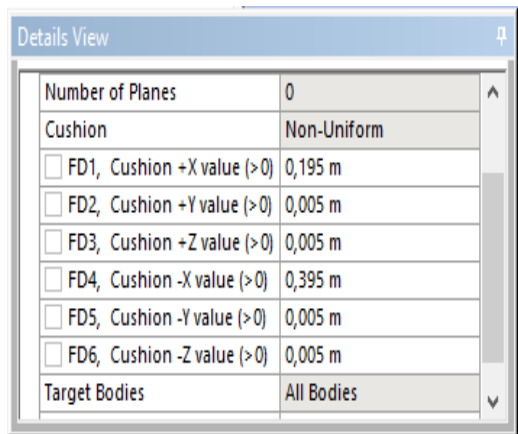 Details View
Number of Planes 0
Cushion Non-Uniform
FD1, Cushion +X value (>0) 0,195 m
FD2, Cushion +Y value (>0) 0,005 m
FD3, Cushion +Z value (>0) 0,005 m
FD4, Cushion -X value (>0) 0,395 m
FD5, Cushion -Y value (>0) 0,005 m
FD6, Cushion -Z value (>0) 0,005 m
Target Bodies All Bodies